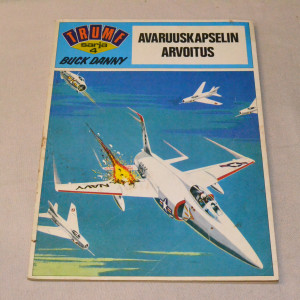 TRUMF
sarja
4
BUCK DANNY
AVARUUSKAPSELIN
ARVOITUS
NAVY